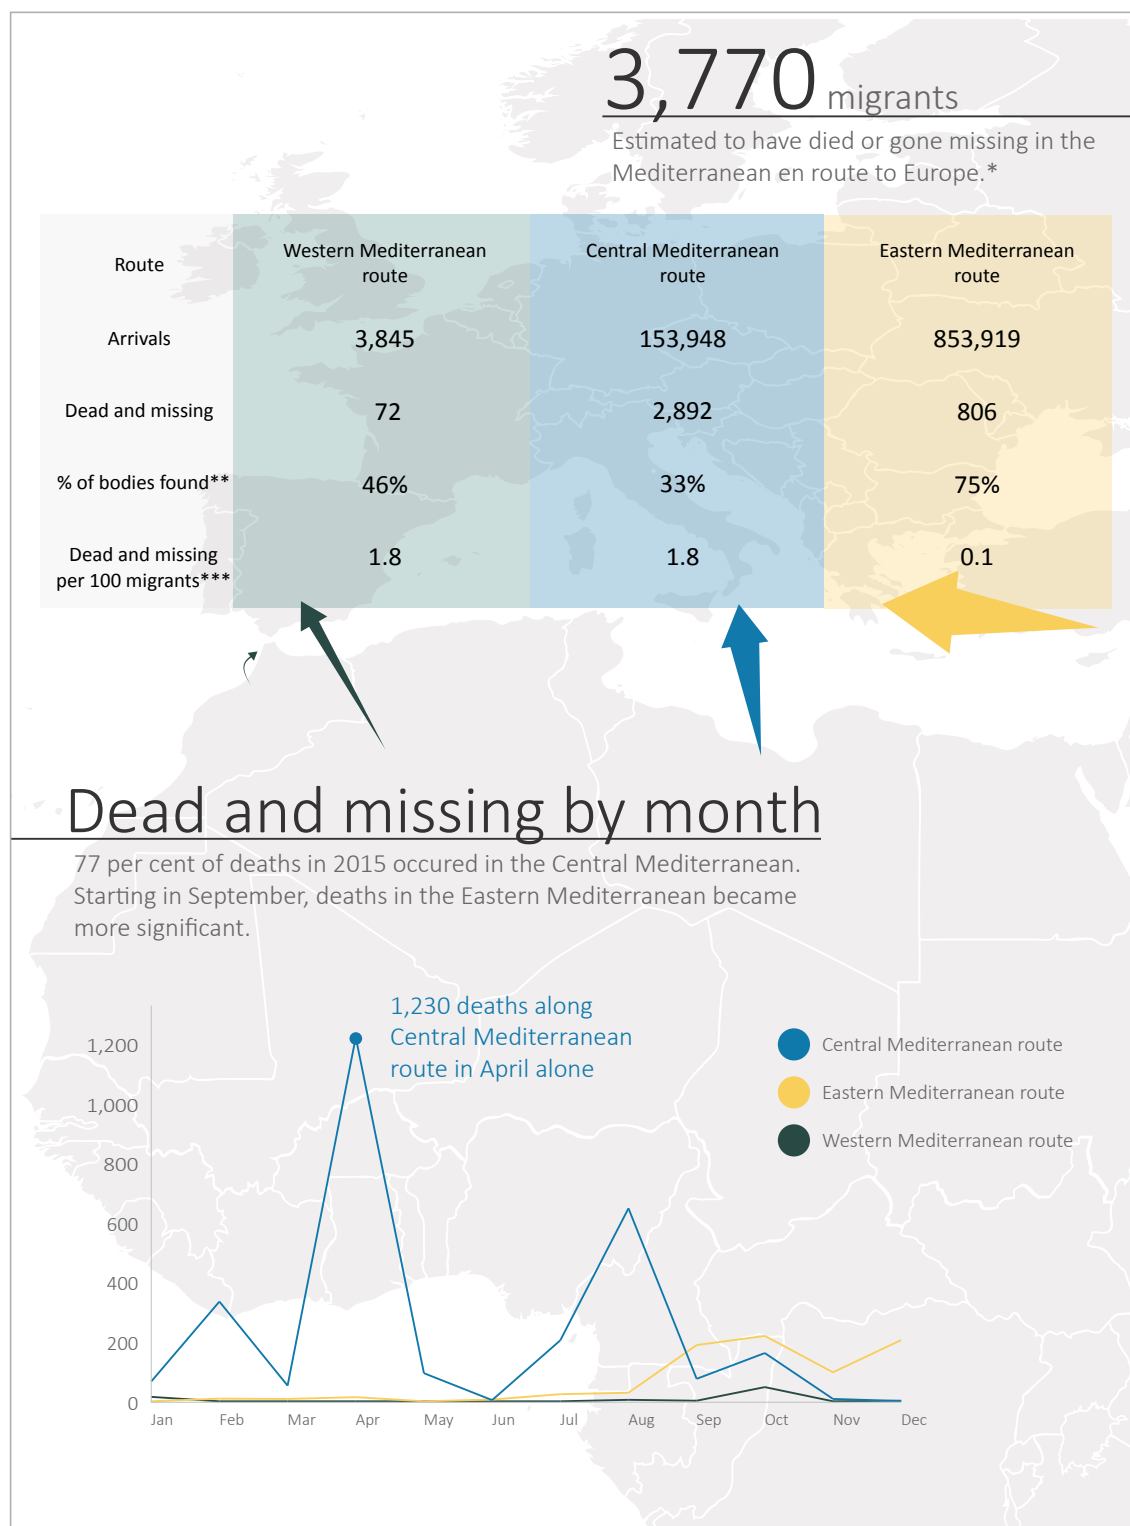 3,770 migrants
Estimated to have died or gone missing in the
Mediterranean en route to Europe.*
Route
Western Mediterranean
route
Central Mediterranean
route
Eastern Mediterranean
route
Arrivals
3,845
153,948
853,919
Dead and missing
72
2,892
806
% of bodies found**
46%
33%
75%
Dead and missing
per 100 migrants***
1.8
1.8
0.1
Dead and missing by month
77 per cent of deaths in 2015 occured in the Central Mediterranean.
Starting in September, deaths in the Eastern Mediterranean became
more significant.
1,230 deaths along
Central Mediterranean
route in April alone
Central Mediterranean route
Eastern Mediterranean route
Western Mediterranean route
1,200
1,000
800
600
400
200
0
Jan Feb Mar Apr May Jun Jul Aug Sep Oct Nov Dec